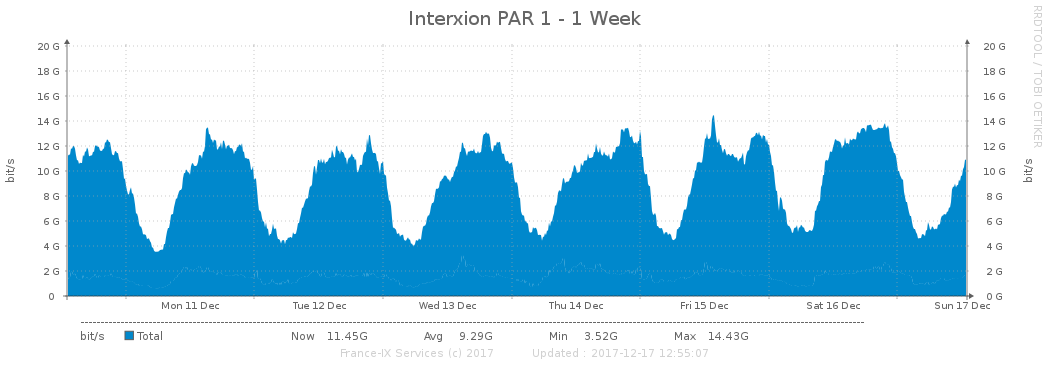 Interxion PAR 1 - 1 Week
RRDTOOL / TOBI OETIKER
bit/s
20 G
18 G
16 G
14 G
12 G
10 G
8 G
6 G
4 G
2 G
0
20 G
18 G
16 G
14 G
12 G
10 G
8 G
6 G
4 G
2 G
0 G
bit/s
Mon 11 Dec Tue 12 Dec Wed 13 Dec Thu 14 Dec Fri 15 Dec Sat 16 Dec Sun 17 Dec
bit/s Total Now 11.45G Avg 9.29G Min 3.52G Max 14.43G
France-IX Services (c) 2017 Updated : 2017-12-17 12:55:07